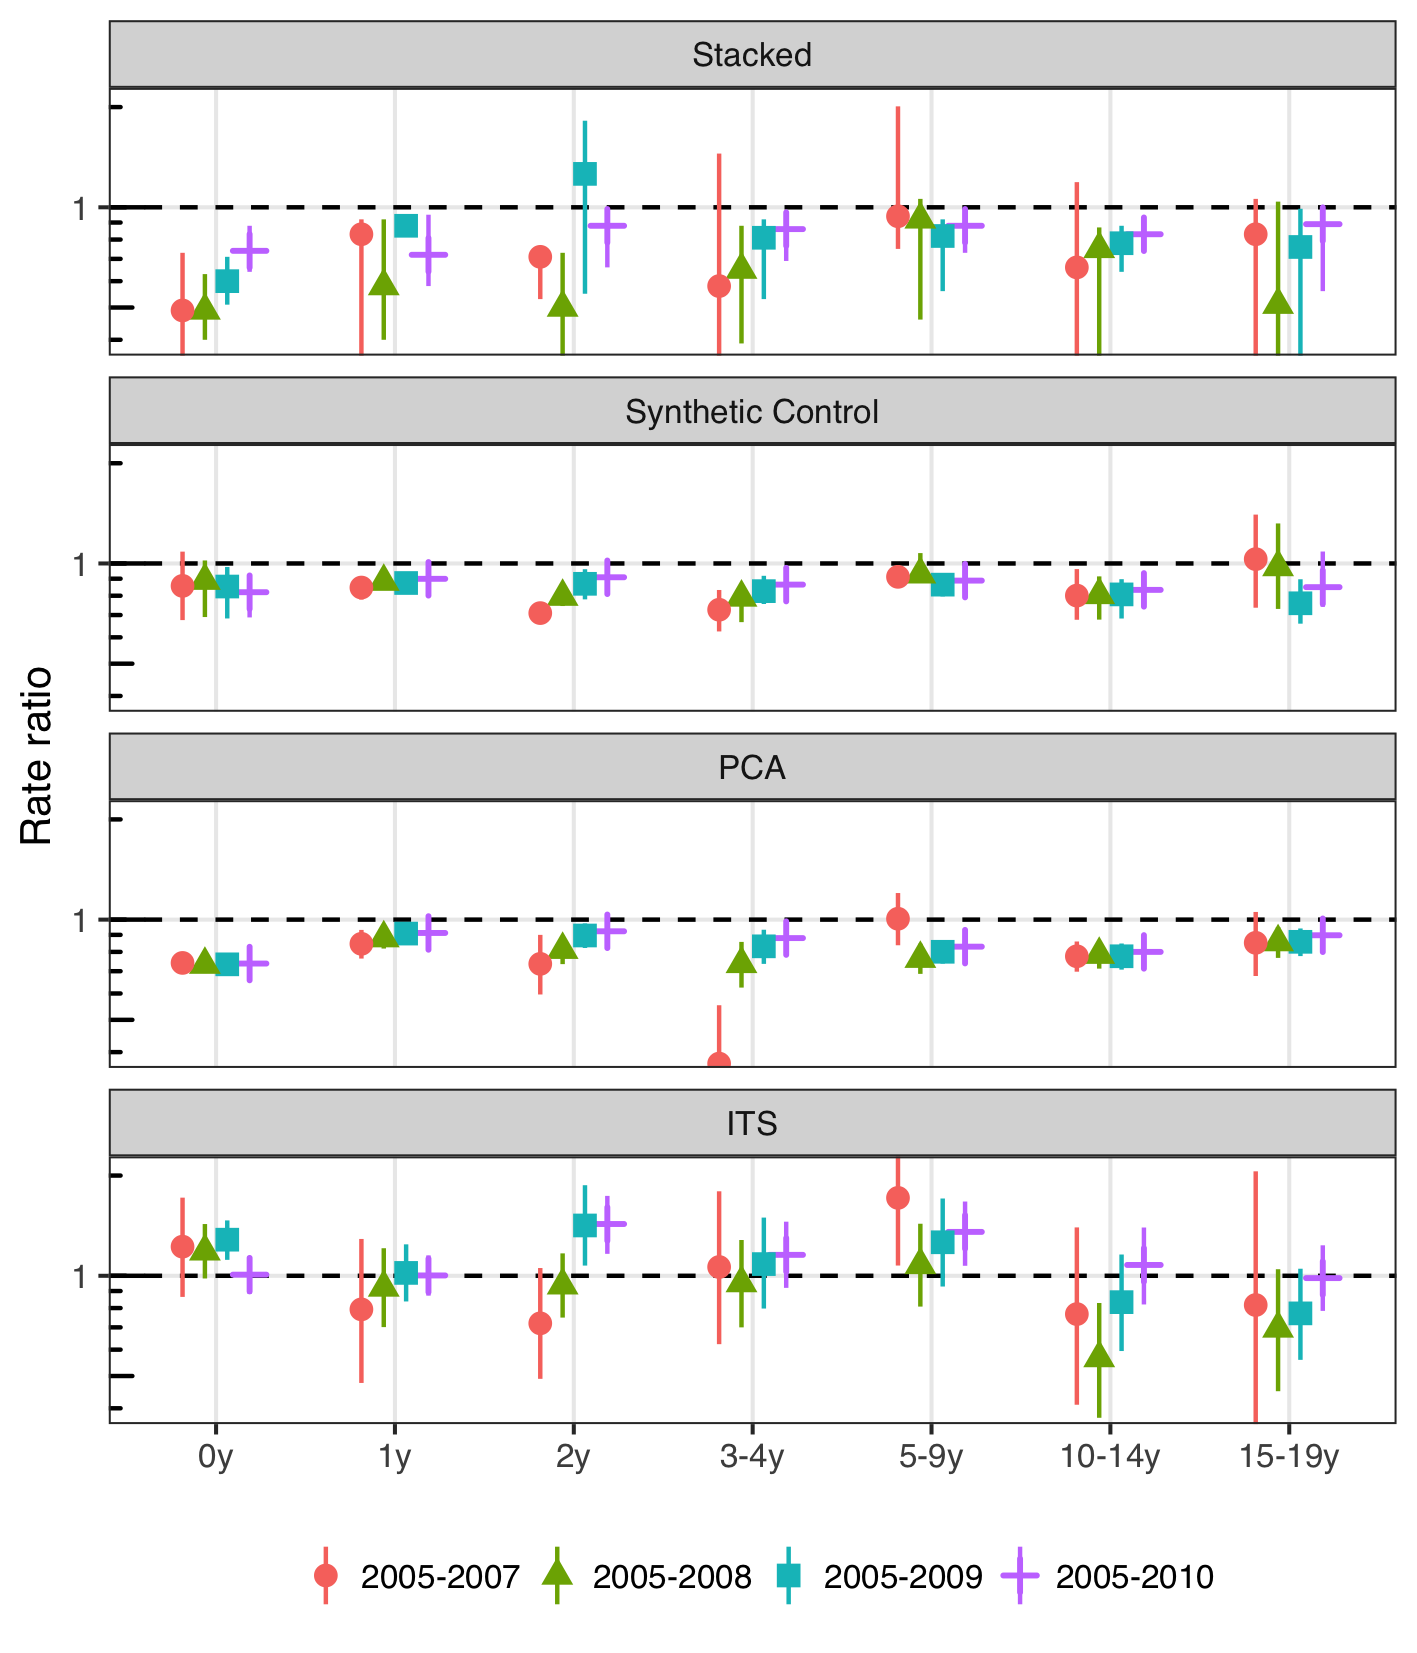 Stacked
1
Synthetic Control
1
Rate ratio
PCA
1
ITS
1
0y 1y 2y 3-4y 5-9y 10-14y 15-19y
2005-2007 2005-2008 2005-2009 2005-2010